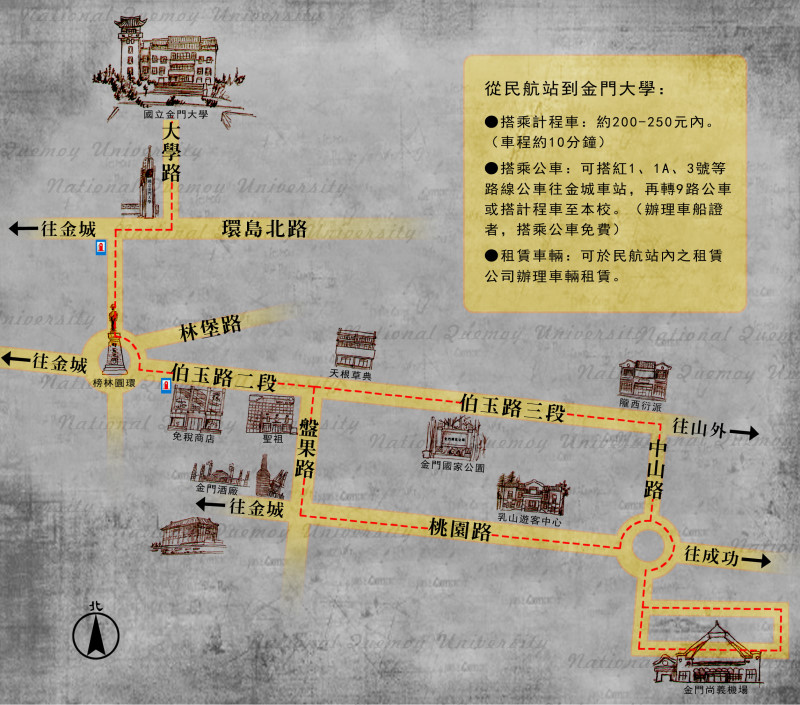 國立金門大學
大學路
從民航站到金門大學：
●搭乘計程車：約200-250元內。
（車程約10分鐘）
●搭乘公車：可搭紅1、1A、3號等
路線公車往金城車站，再轉9路公車
或搭計程車至本校。（辦理車船證
者，搭乘公車免費）
●租賃車輛：可於民航站內之租賃
公司辦理車輛租賃。
往金城
環島北路
林堡路
往金城
榜林圓環
伯玉路二段
天根草典
伯玉路三段
隴西衍派
往山外
免稅商店
聖祖
盤果路
金門國家公園
中山路
金門酒廠
往金城
乳山遊客中心
桃園路
往成功
北
金門尚義機場
National Quemoy University